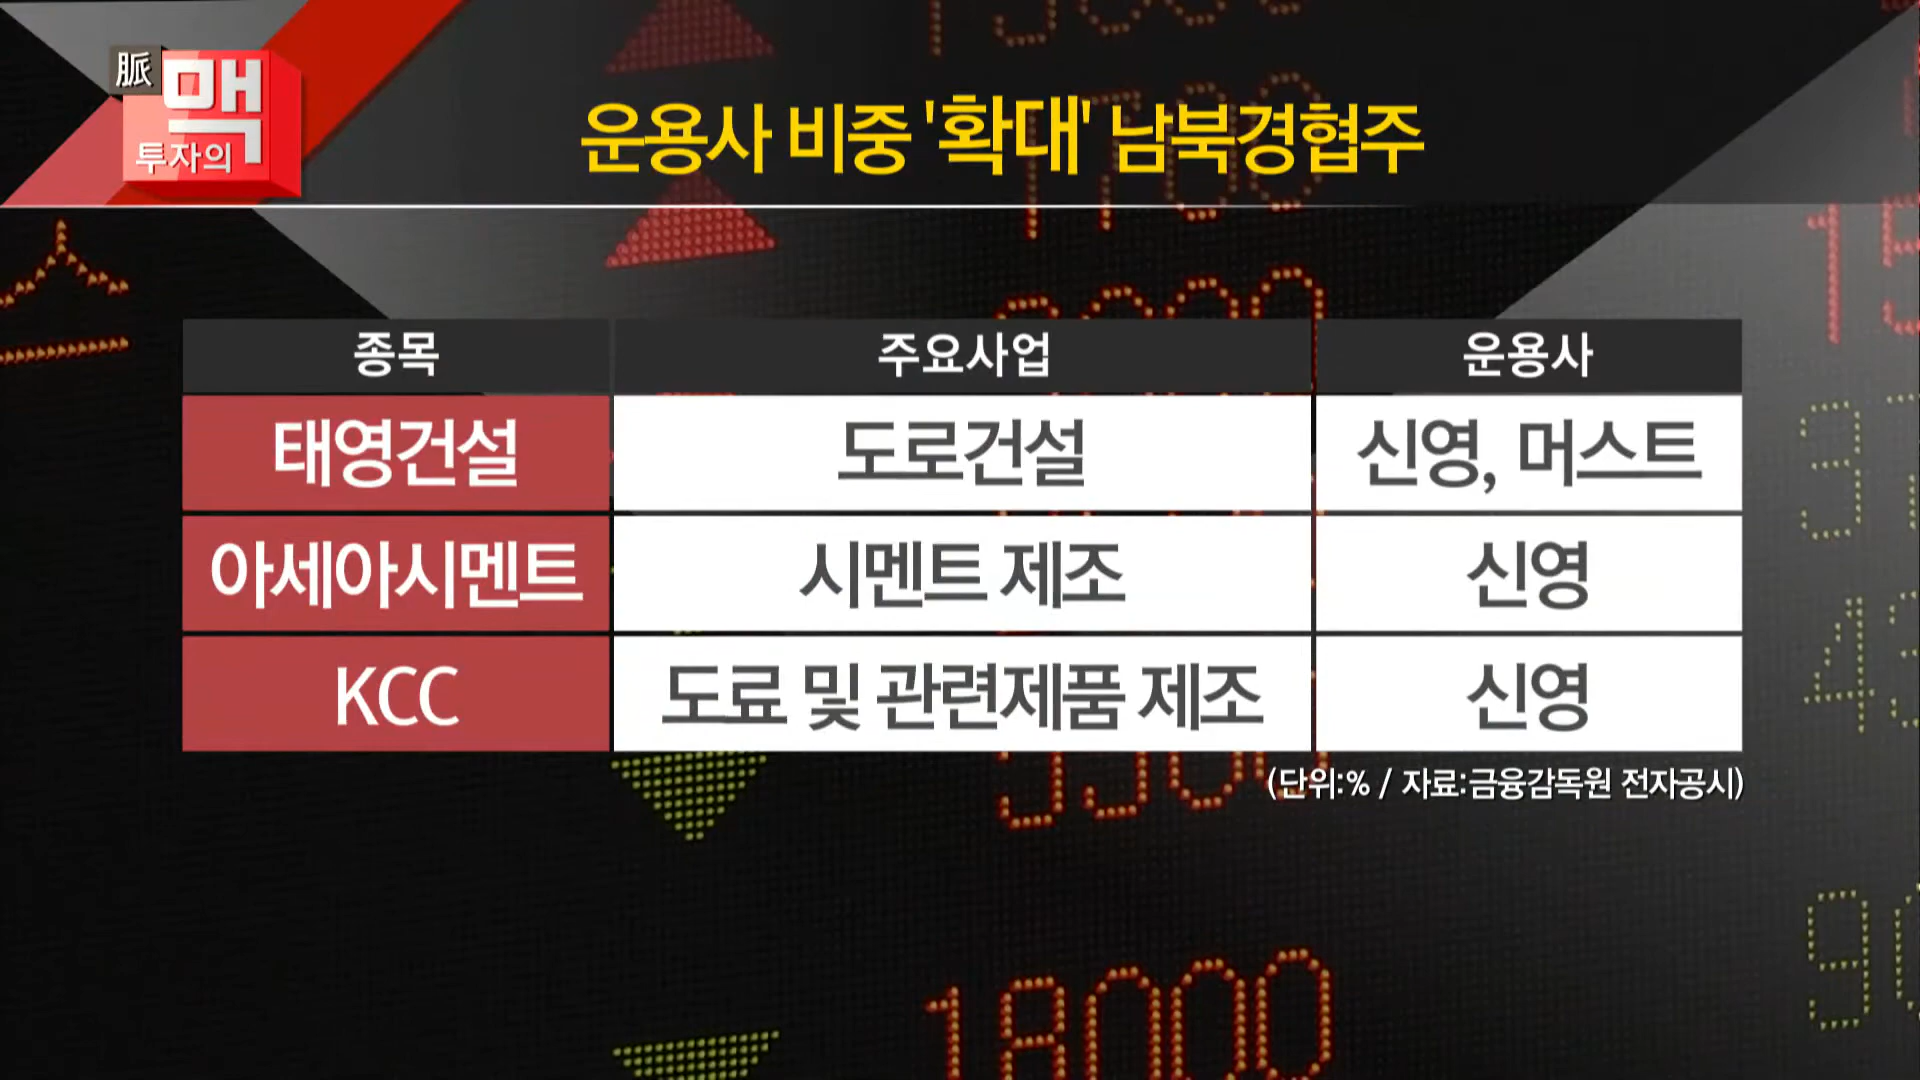 脈
맥
투자의
운용사 비중 '확대' 남북경협주
종목 주요사업 운용사
태영건설 도로건설 신영, 머스트
아세아시멘트 시멘트 제조 신영
KCC 도료 및 관련제품 제조 신영
(단위:% / 자료:금융감독원 전자공시)
18000